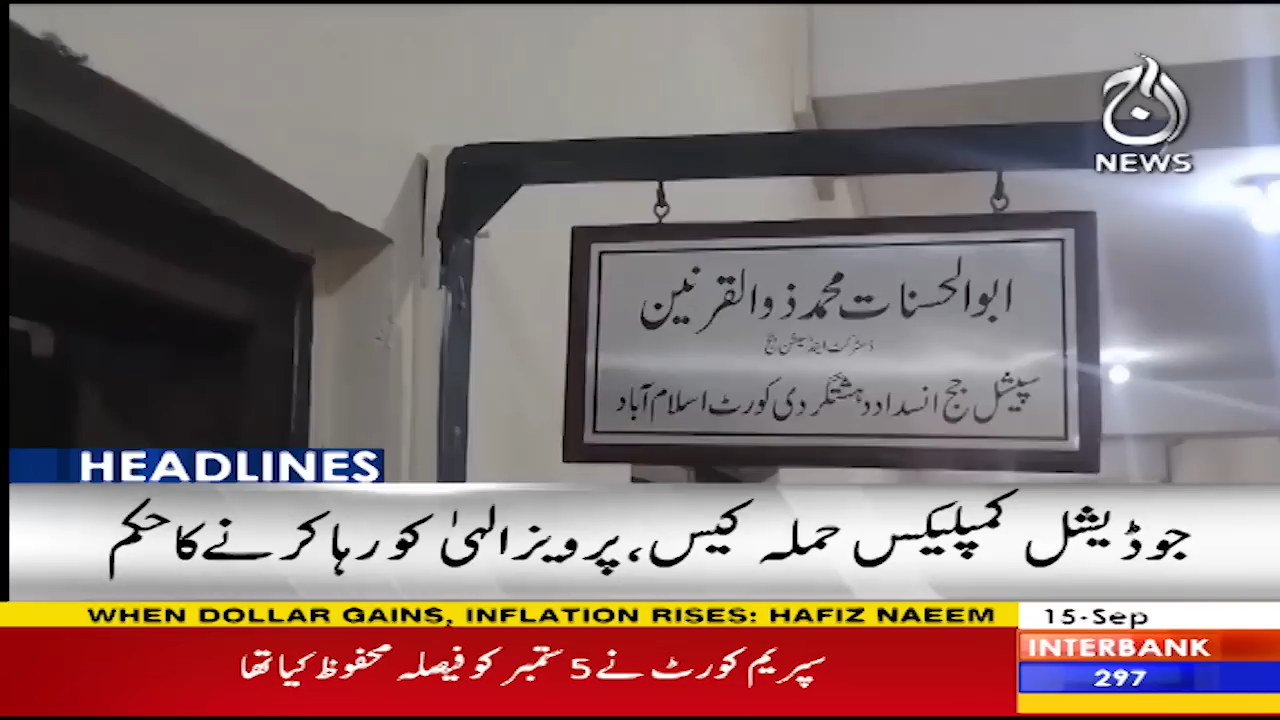 آج
NEWS
ابوالحسنات محمد ذوالقرنین
ڈسٹرکٹ اینڈ سیشن جج
سپیشل جج انسداد دہشتگردی کورٹ اسلام آباد
HEADLINES
جوڈیشل کمپلیکس حملہ کیس، پرویز الہیٰ کو رہا کرنے کا حکم
WHEN DOLLAR GAINS, INFLATION RISES: HAFIZ NAEEM
15-Sep
سپریم کورٹ نے 5 ستمبر کو فیصلہ محفوظ کیا تھا
INTERBANK
297